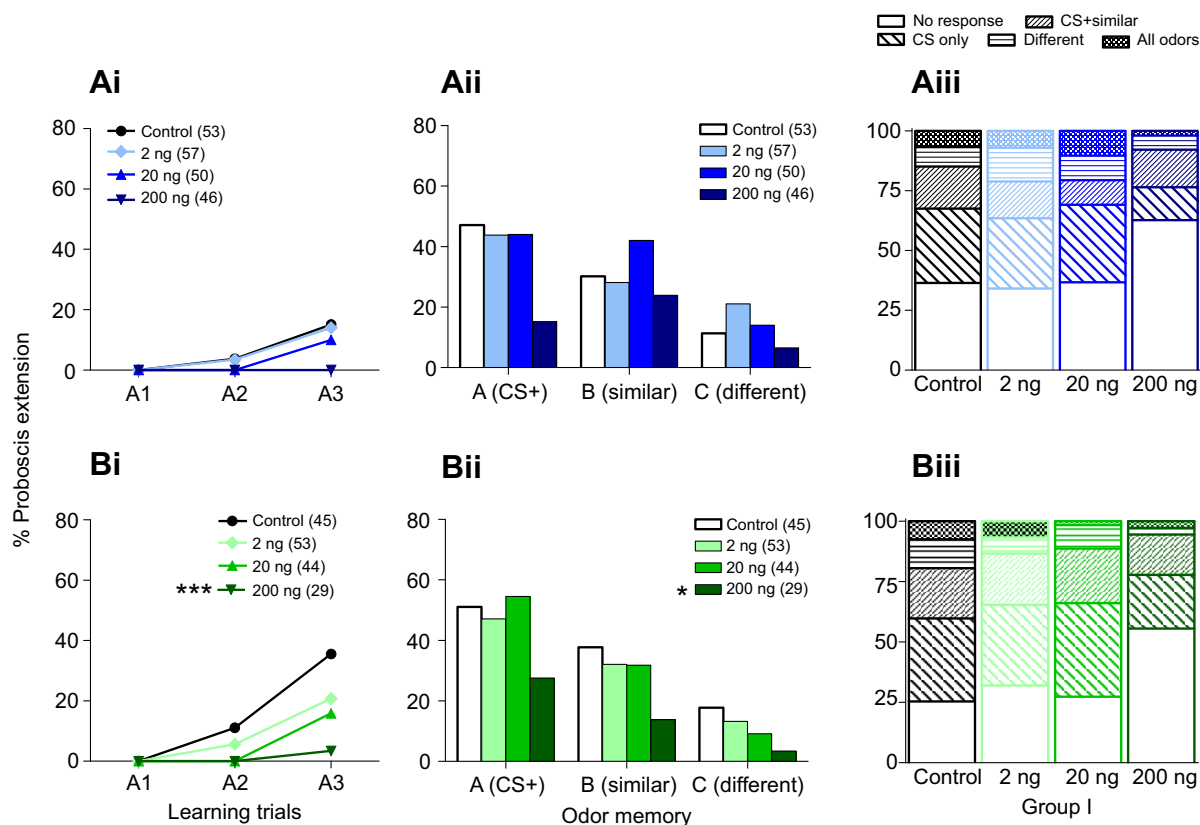 No response
CS+similar
CS only
Different
All odors
Ai
Aii
Aiii
% Proboscis extension
80
60
40
20
0
Control (53)
2 ng (57)
20 ng (50)
200 ng (46)
A1
A2
A3
80
60
40
20
0
Control (53)
2 ng (57)
20 ng (50)
200 ng (46)
A (CS+)
B (similar)
C (different)
100
75
50
25
0
Control
2 ng
20 ng
200 ng
Bi
Bii
Biii
80
60
40
20
0
Control (45)
2 ng (53)
20 ng (44)
*** 200 ng (29)
A1
A2
A3
Learning trials
80
60
40
20
0
Control (45)
2 ng (53)
20 ng (44)
* 200 ng (29)
A (CS+)
B (similar)
C (different)
Odor memory
100
75
50
25
0
Control
2 ng
20 ng
200 ng
Group I